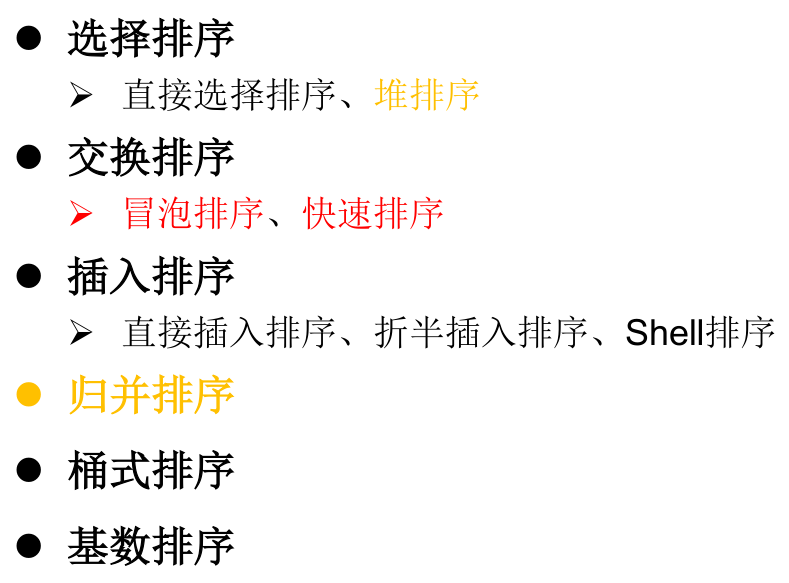 ● 选择排序
➢ 直接选择排序、堆排序
● 交换排序
➢ 冒泡排序、快速排序
● 插入排序
➢ 直接插入排序、折半插入排序、Shell排序
● 归并排序
● 桶式排序
● 基数排序